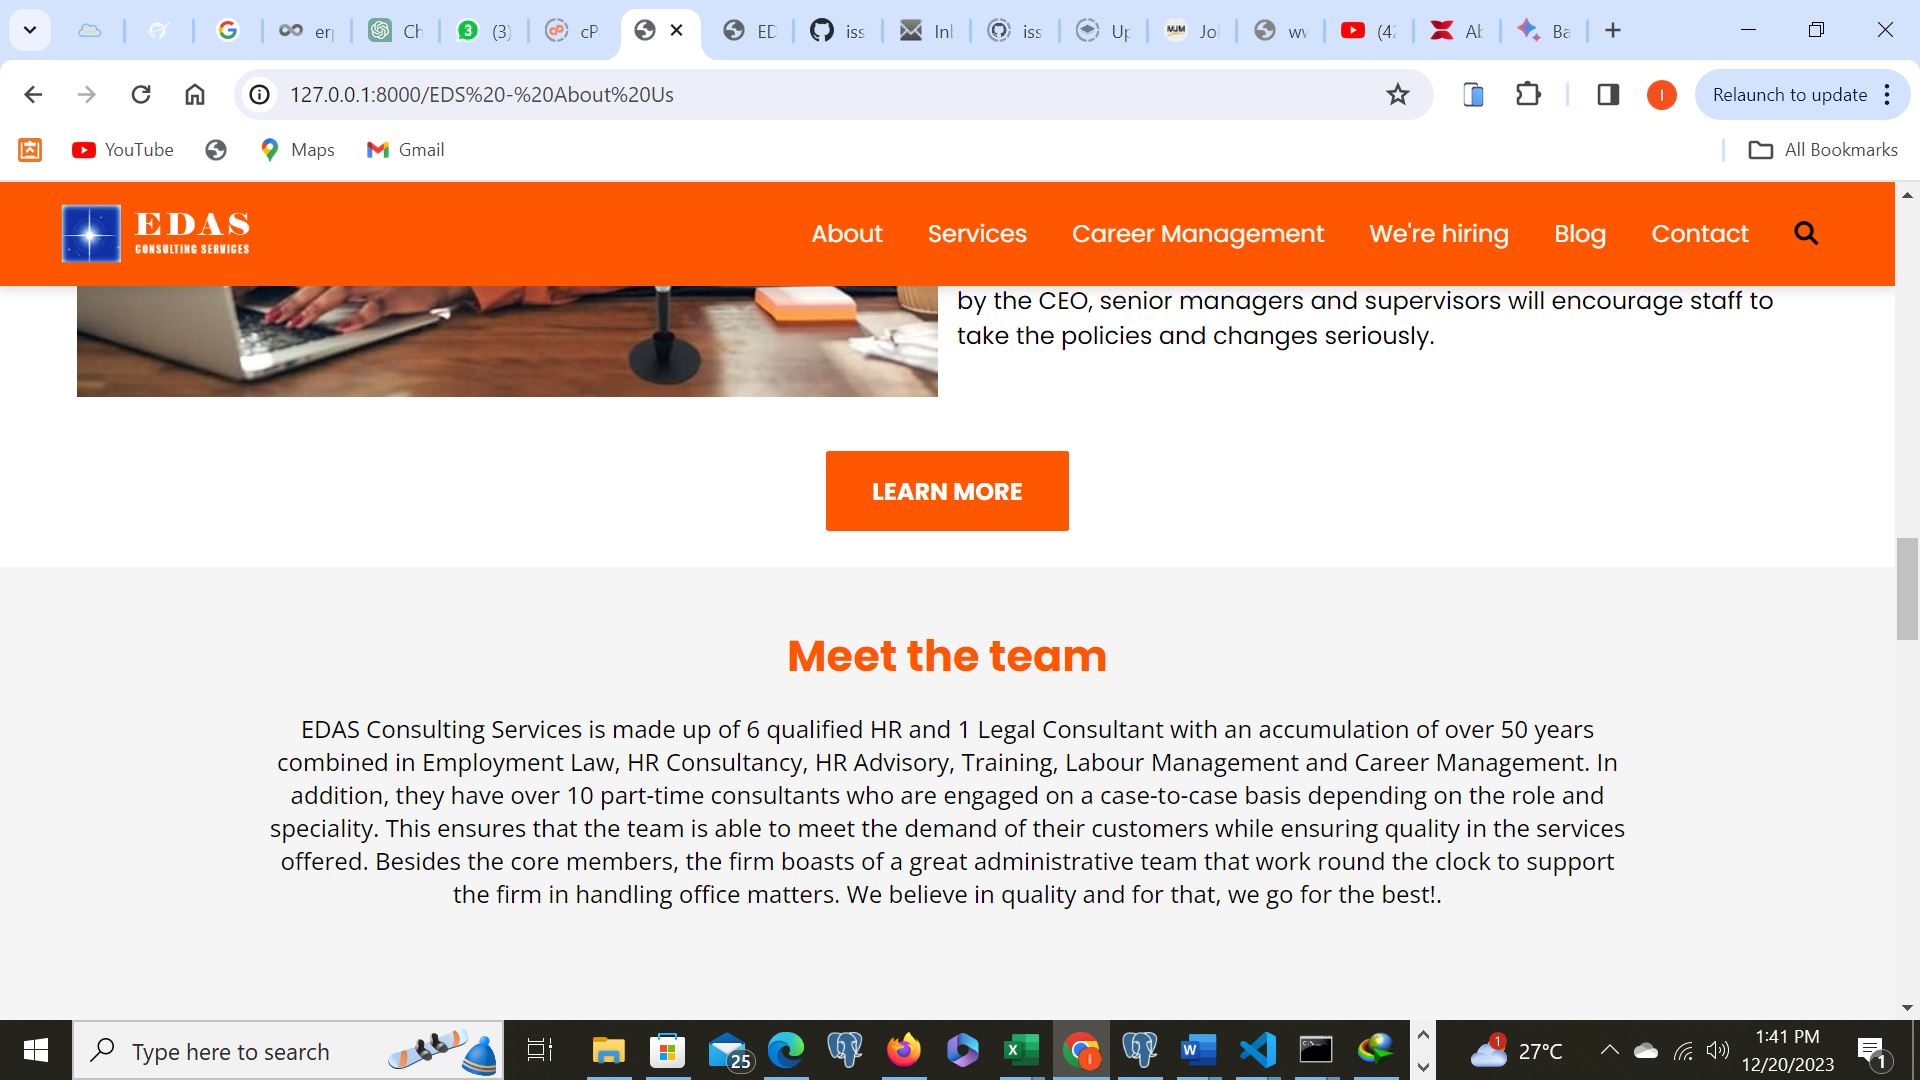 er
Ch
(3)
cP
ED
iss
Inl
iss
Up
Jo
(42
Al
Ba
127.0.0.1:8000/EDS%20-%20About%20Us
Relaunch to update
YouTube
Maps
Gmail
All Bookmarks
EDAS
CONSULTING SERVICES
About
Services
Career Management
We're hiring
Blog
Contact
by the CEO, senior managers and supervisors will encourage staff to
take the policies and changes seriously.
LEARN MORE
Meet the team
EDAS Consulting Services is made up of 6 qualified HR and 1 Legal Consultant with an accumulation of over 50 years
combined in Employment Law, HR Consultancy, HR Advisory, Training, Labour Management and Career Management. In
addition, they have over 10 part-time consultants who are engaged on a case-to-case basis depending on the role and
speciality. This ensures that the team is able to meet the demand of their customers while ensuring quality in the services
offered. Besides the core members, the firm boasts of a great administrative team that work round the clock to support
the firm in handling office matters. We believe in quality and for that, we go for the best!.
Type here to search
25
1
27°C
1:41 PM
12/20/2023
1